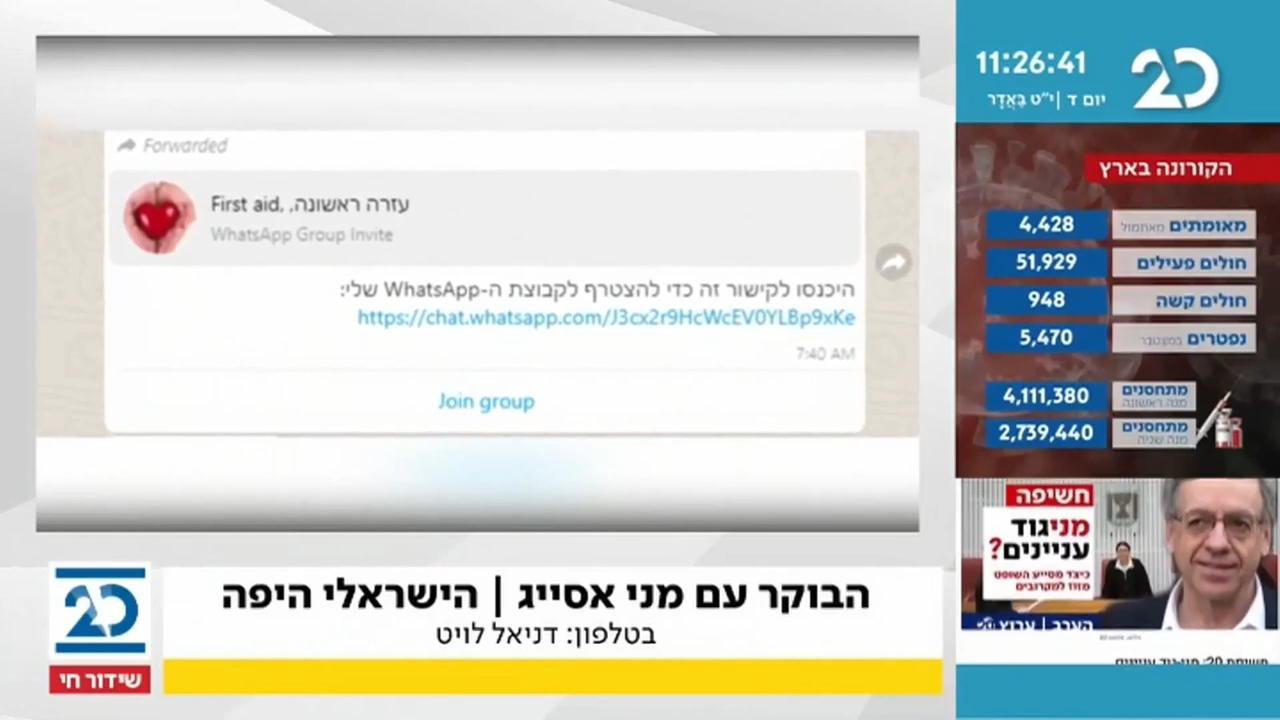 Forwarded
First aid, ,עזרה ראשונה
WhatsApp Group Invite
היכנסו לקישור זה כדי להצטרף לקבוצת ה-WhatsApp שלי:
https://chat.whatsapp.com/J3cx2r9HcWcEV0YLBp9xKe
7:40 AM
Join group
הבוקר עם מני אסייג | הישראלי היפה
בטלפון: דניאל לויט
20
שידור חי
11:26:41
20
יום ד | י"ט בַּאֲדָר
הקורונה בארץ
מאומתים מאתמול 4,428
חולים פעילים 51,929
חולים קשה 948
נפטרים במצטבר 5,470
מתחסנים מנה ראשונה 4,111,380
מתחסנים מנה שניה 2,739,440
חשיפה
מניגוד
עניינים?
כיצד מסייע השופט
מזוז למקורבים
הערב | ערוץ 20